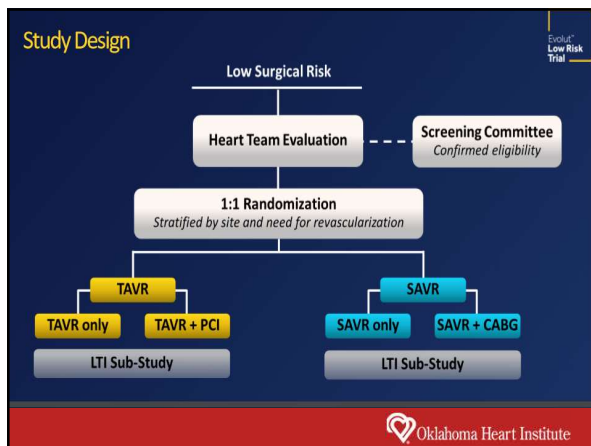 Study Design
Evolut™
Low Risk
Trial
Low Surgical Risk
Heart Team Evaluation
Screening Committee
Confirmed eligibility
1:1 Randomization
Stratified by site and need for revascularization
TAVR
SAVR
TAVR only
TAVR + PCI
SAVR only
SAVR + CABG
LTI Sub-Study
LTI Sub-Study
Oklahoma Heart Institute